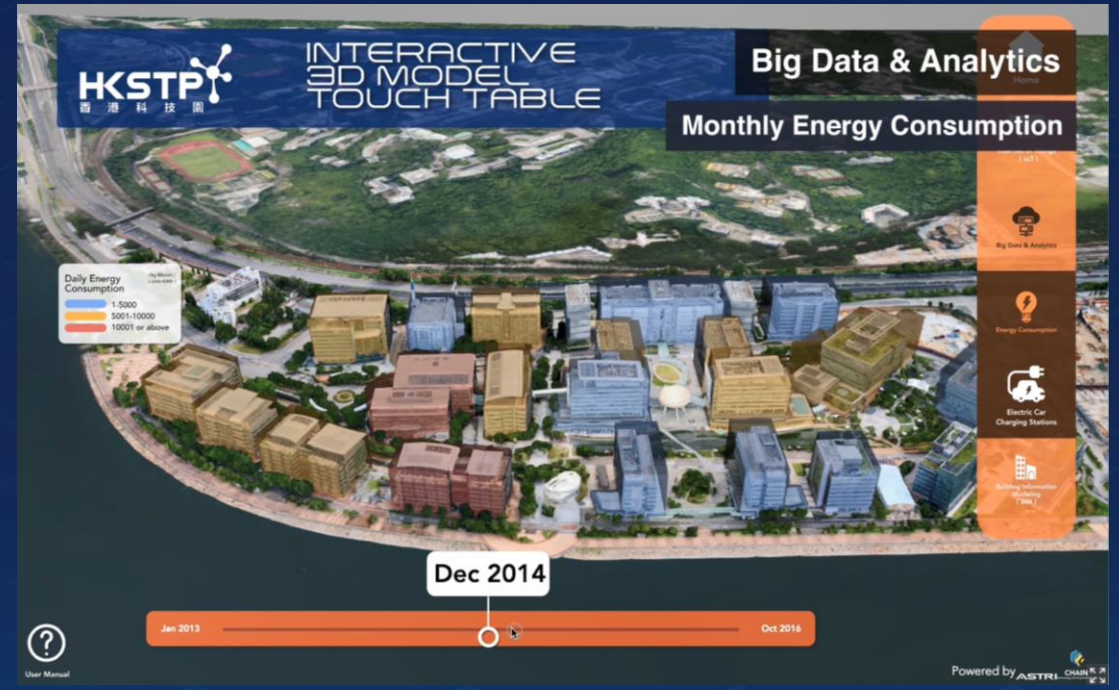 HKSTP
香港科技園
INTERACTIVE
3D MODEL
TOUCH TABLE
Big Data & Analytics
Home
Monthly Energy Consumption
( IoT )
Big Data & Analytics
Daily Energy
Consumption
1-5000
5001-10000
10001 or above
Energy Consumption
Electric Car
Charging Stations
Building Information
Modeling
( BIM )
Dec 2014
Jan 2013
Oct 2016
User Manual
Powered by ASTRI
CHAIN